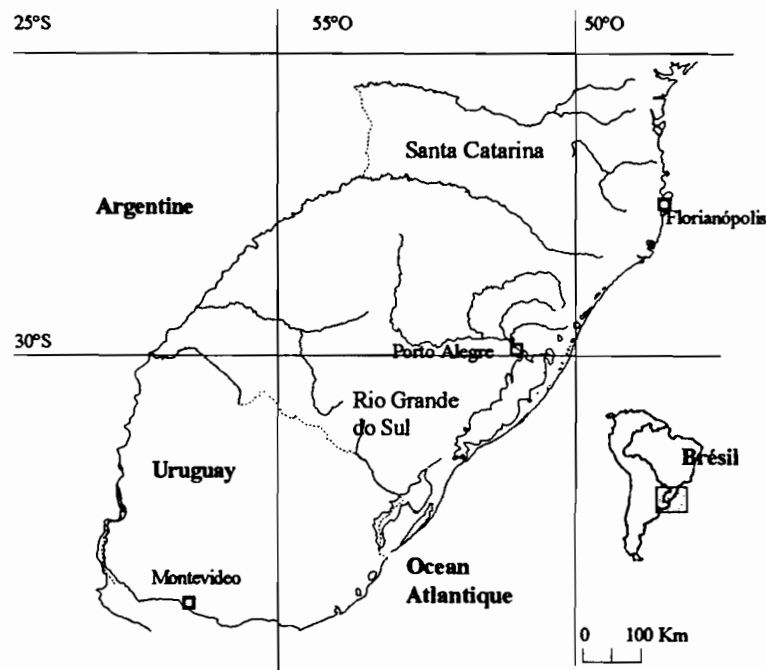 25°S
55°O
50°O
Santa Catarina
Argentine
Florianópolis
30°S
Porto Alegre
Rio Grande
do Sul
Uruguay
Brésil
Ocean
Atlantique
Montevideo
0 100 Km